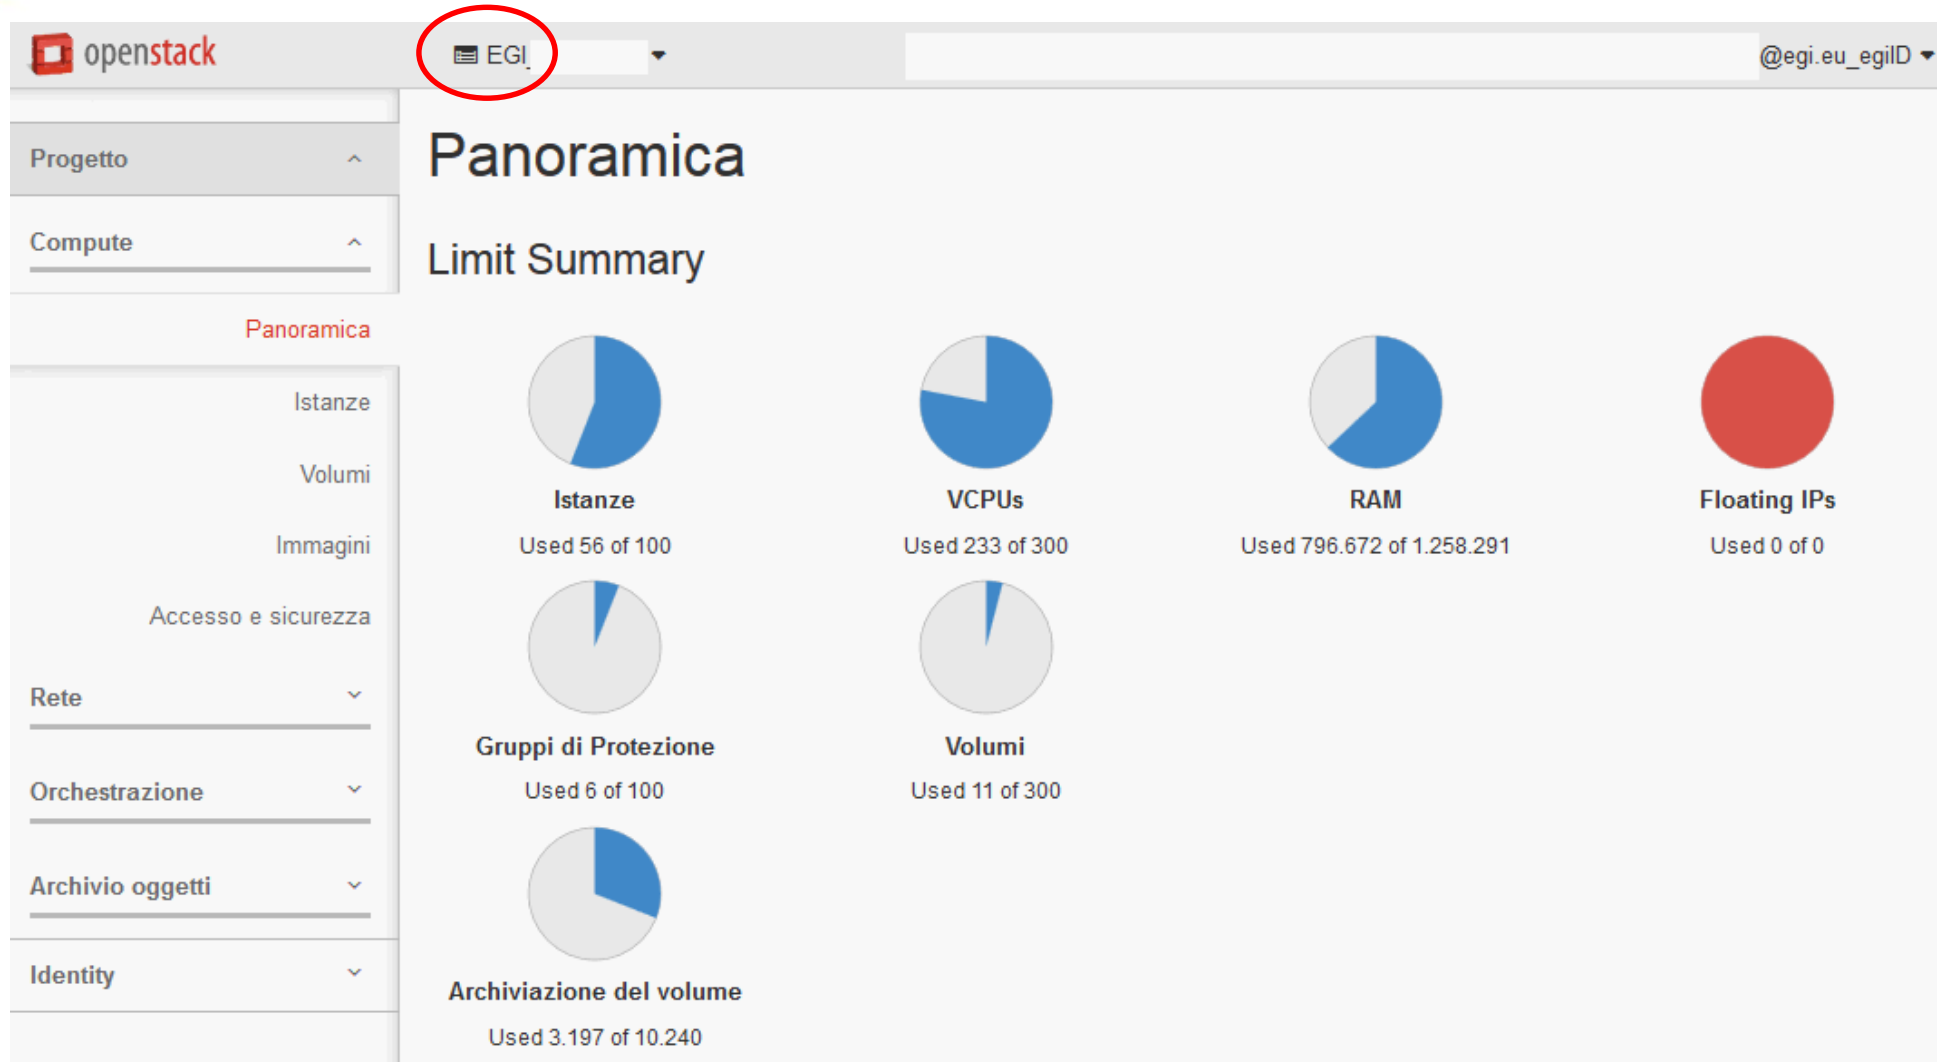 openstack
EGI_
@egi.eu_egiID
Progetto
Compute
Panoramica
Istanze
Volumi
Immagini
Accesso e sicurezza
Rete
Orchestrazione
Archivio oggetti
Identity
Panoramica
Limit Summary
Istanze
Used 56 of 100
VCPUs
Used 233 of 300
RAM
Used 796.672 of 1.258.291
Floating IPs
Used 0 of 0
Gruppi di Protezione
Used 6 of 100
Volumi
Used 11 of 300
Archiviazione del volume
Used 3.197 of 10.240